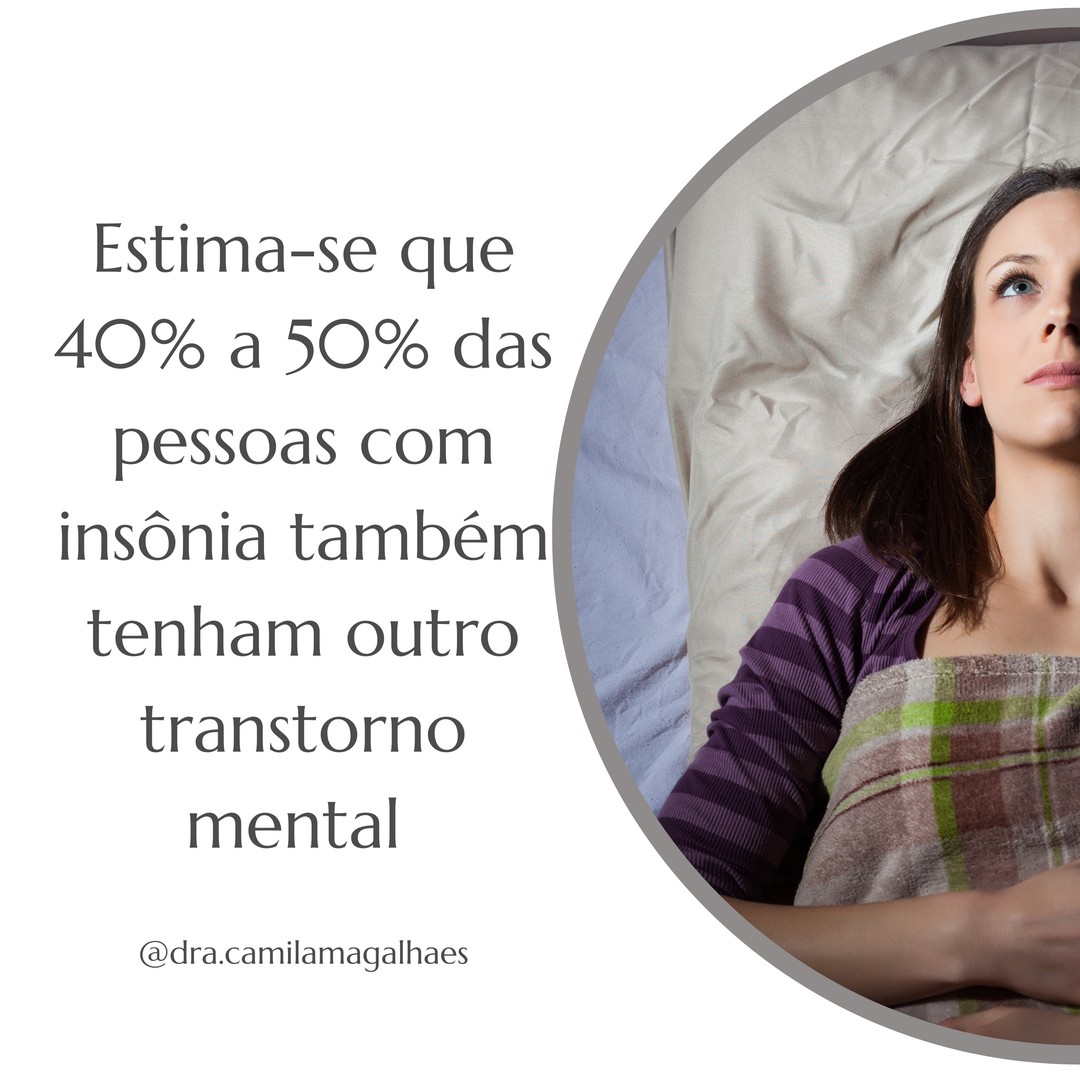 Estima-se que
40% a 50% das
pessoas com
insônia também
tenham outro
transtorno
mental
@dra.camilamagalhaes